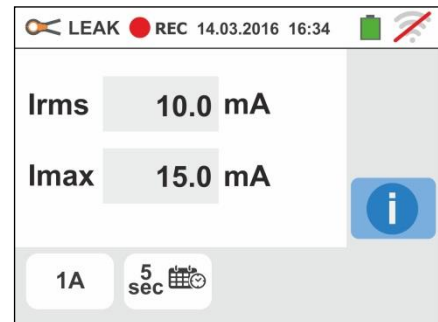 LEAK REC 14.03.2016 16:34
Irms 10.0 mA
Imax 15.0 mA
i
1A 5 sec